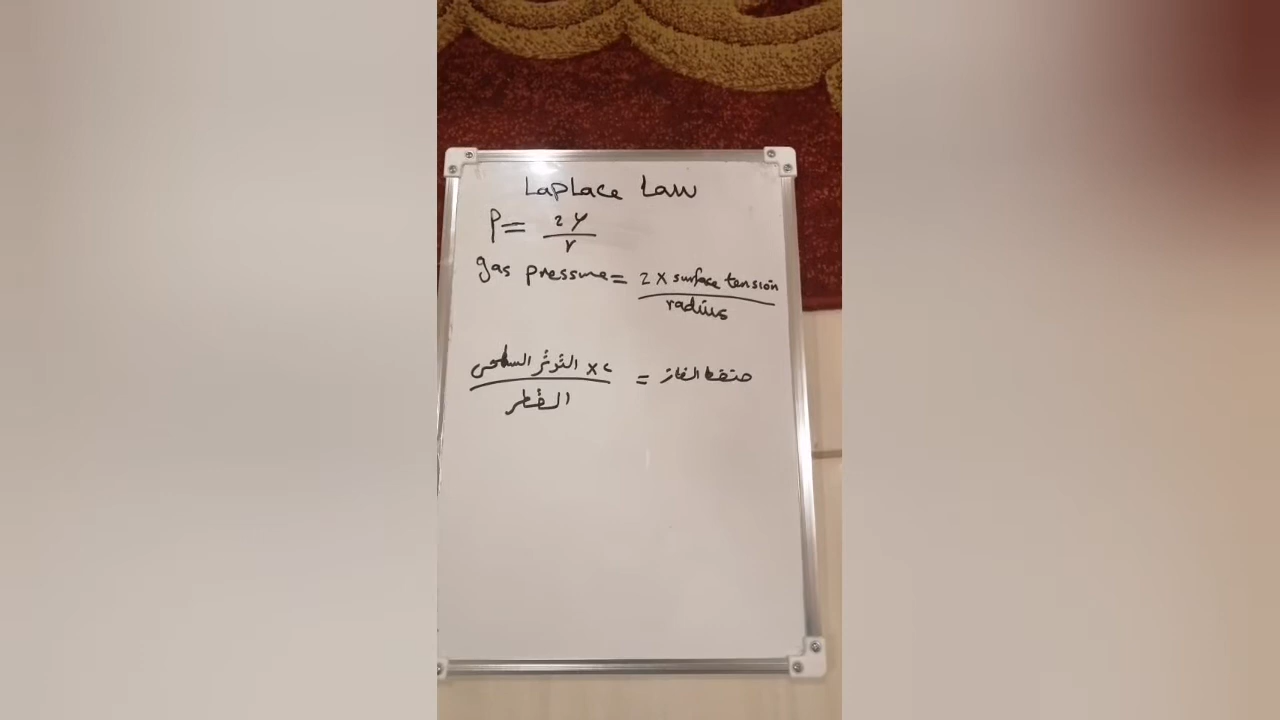 Laplace Law
P = 2γ / r
gas pressure = 2 x surface tension / radius
ضغط الغاز = ٢ x التوتر السطحي / القطر